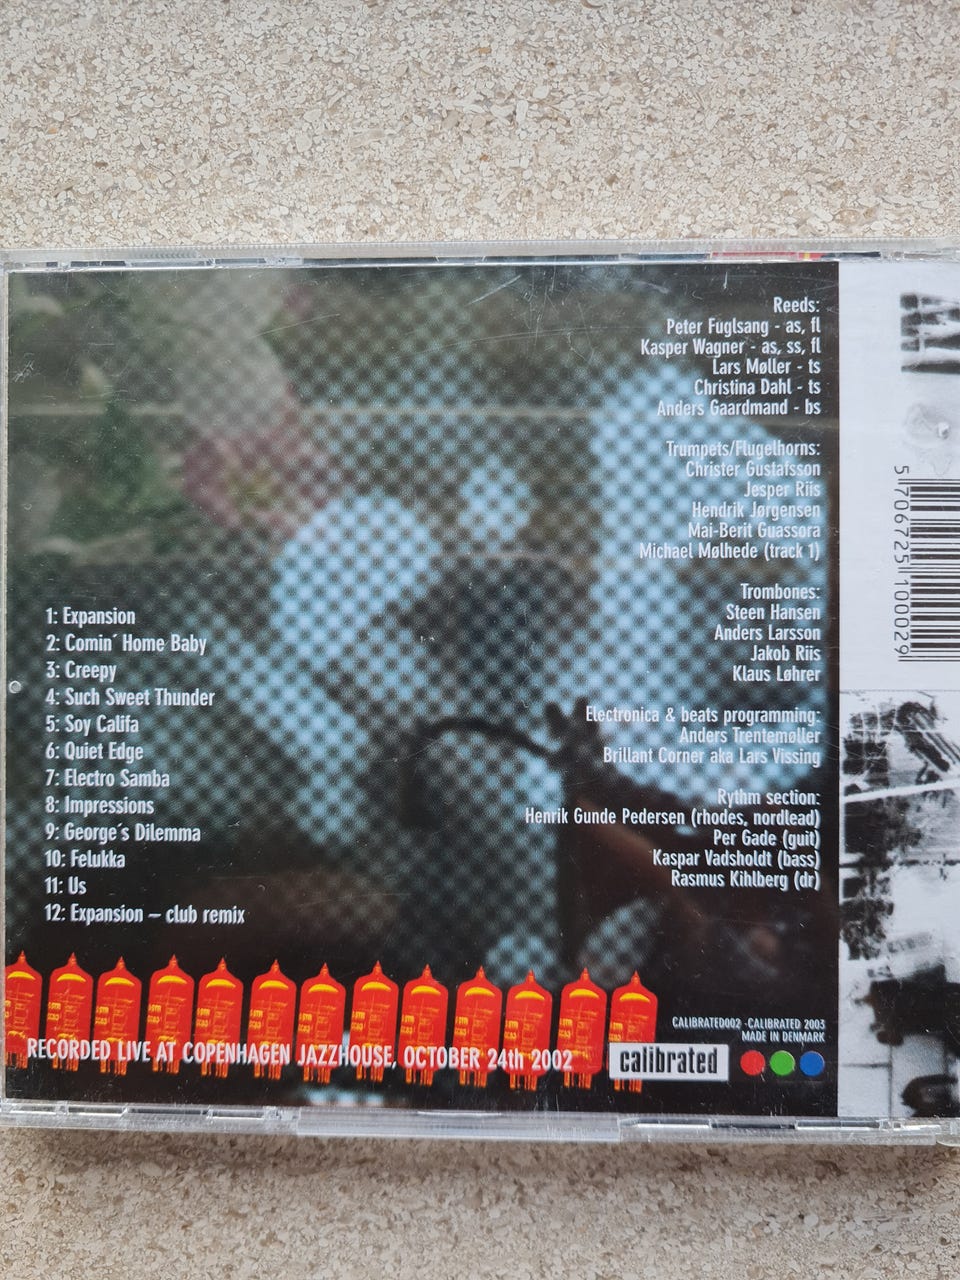 Reeds:
Peter Fuglsang - as, fl
Kasper Wagner - as, ss, fl
Lars Møller - ts
Christina Dahl - ts
Anders Gaardmand - bs
Trumpets/Flugelhorns:
Christer Gustafsson
Jesper Riis
Hendrik Jørgensen
Mai-Berit Guassora
Michael Mølhede (track 1)
Trombones:
Steen Hansen
Anders Larsson
Jakob Riis
Klaus Løhrer
Electronica & beats programming:
Anders Trentemøller
Brillant Corner aka Lars Vissing
Rythm section:
Henrik Gunde Pedersen (rhodes, nordlead)
Per Gade (guit)
Kaspar Vadsholdt (bass)
Rasmus Kihlberg (dr)
1: Expansion
2: Comin´ Home Baby
3: Creepy
4: Such Sweet Thunder
5: Soy Califa
6: Quiet Edge
7: Electro Samba
8: Impressions
9: George´s Dilemma
10: Felukka
11: Us
12: Expansion – club remix
RECORDED LIVE AT COPENHAGEN JAZZHOUSE, OCTOBER 24th 2002
calibrated
CALIBRATED002 -CALIBRATED 2003
MADE IN DENMARK
5 706725 100029